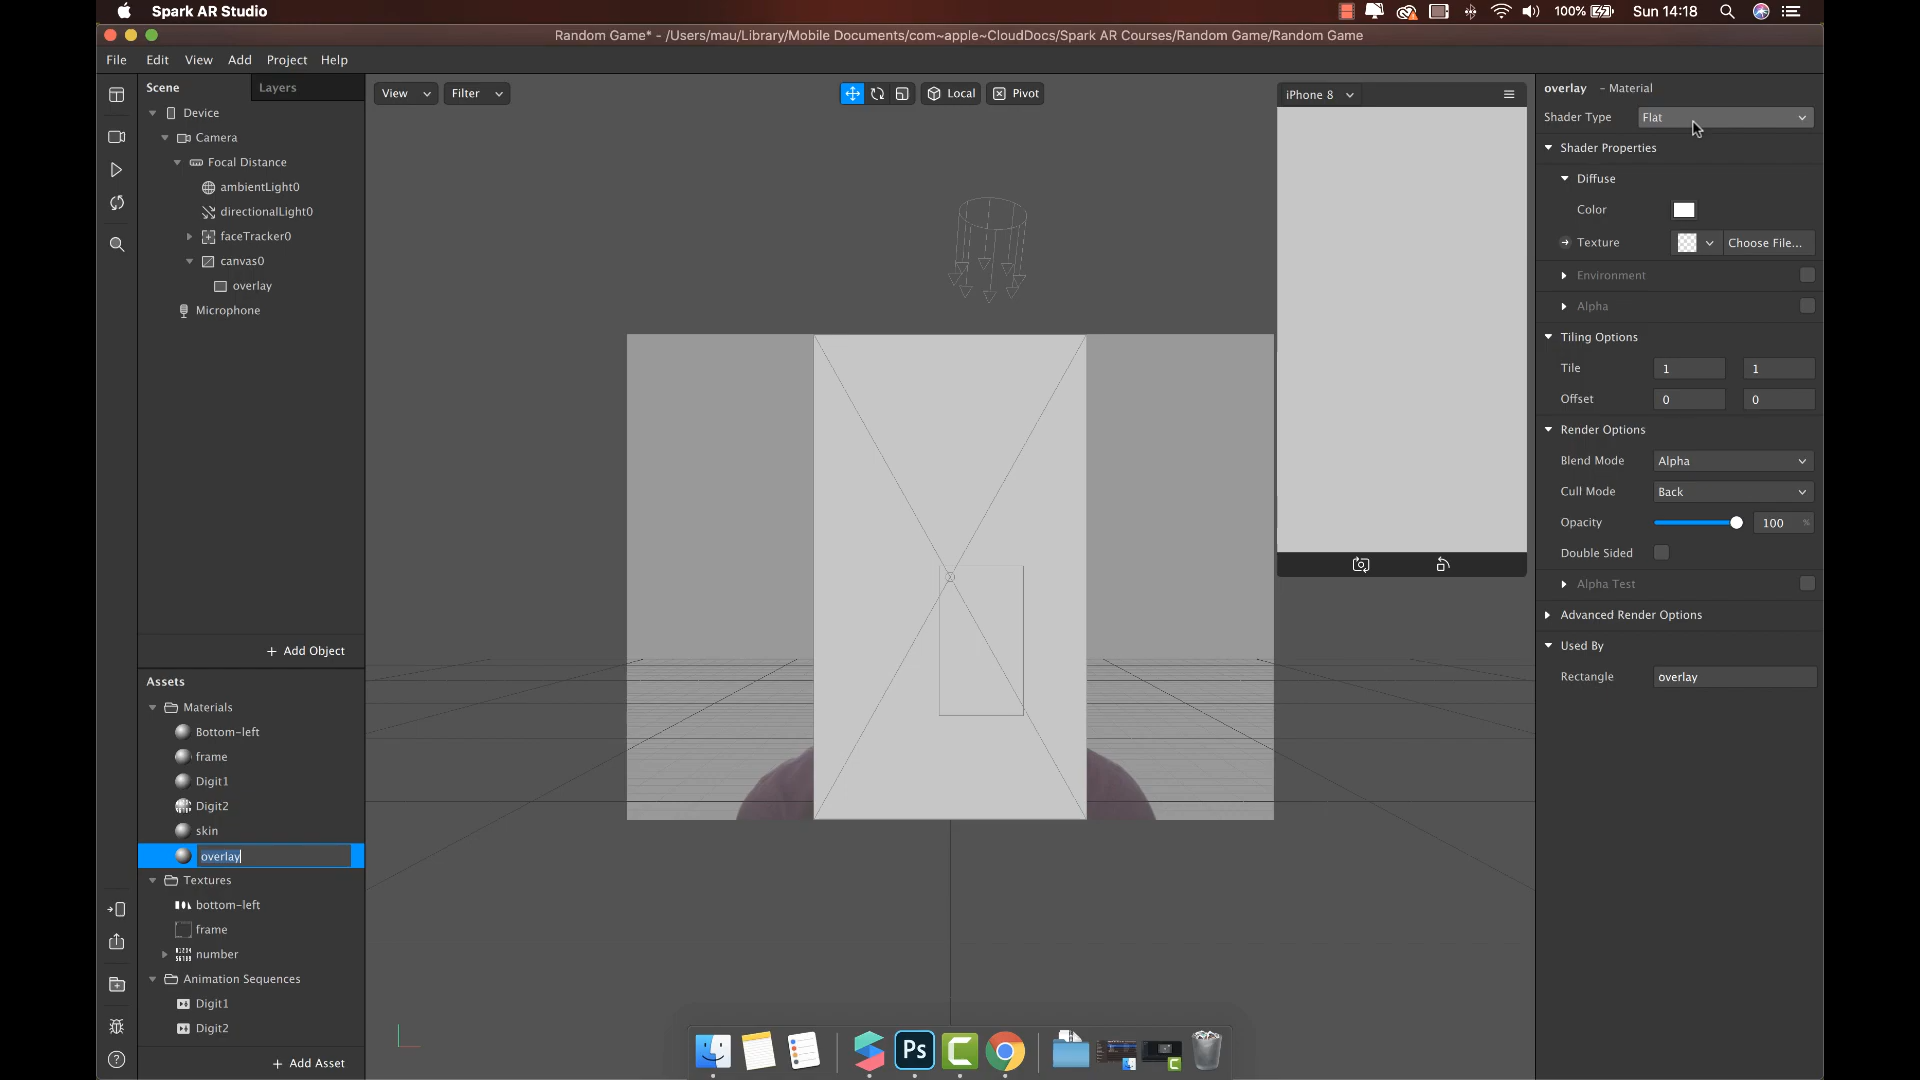 Spark AR Studio
100%
Sun 14:18
Random Game* - /Users/mau/Library/Mobile Documents/com~apple~CloudDocs/Spark AR Courses/Random Game/Random Game
File Edit View Add Project Help
Scene
Layers
Device
Camera
Focal Distance
ambientLight0
directionalLight0
faceTracker0
canvas0
overlay
Microphone
+ Add Object
Assets
Materials
Bottom-left
frame
Digit1
Digit2
skin
overlay
Textures
bottom-left
frame
number
Animation Sequences
Digit1
Digit2
+ Add Asset
View
Filter
Local
Pivot
iPhone 8
overlay - Material
Shader Type Flat
Shader Properties
Diffuse
Color
Texture Choose File...
Environment
Alpha
Tiling Options
Tile 1 1
Offset 0 0
Render Options
Blend Mode Alpha
Cull Mode Back
Opacity 100 %
Double Sided
Alpha Test
Advanced Render Options
Used By
Rectangle overlay
Ps